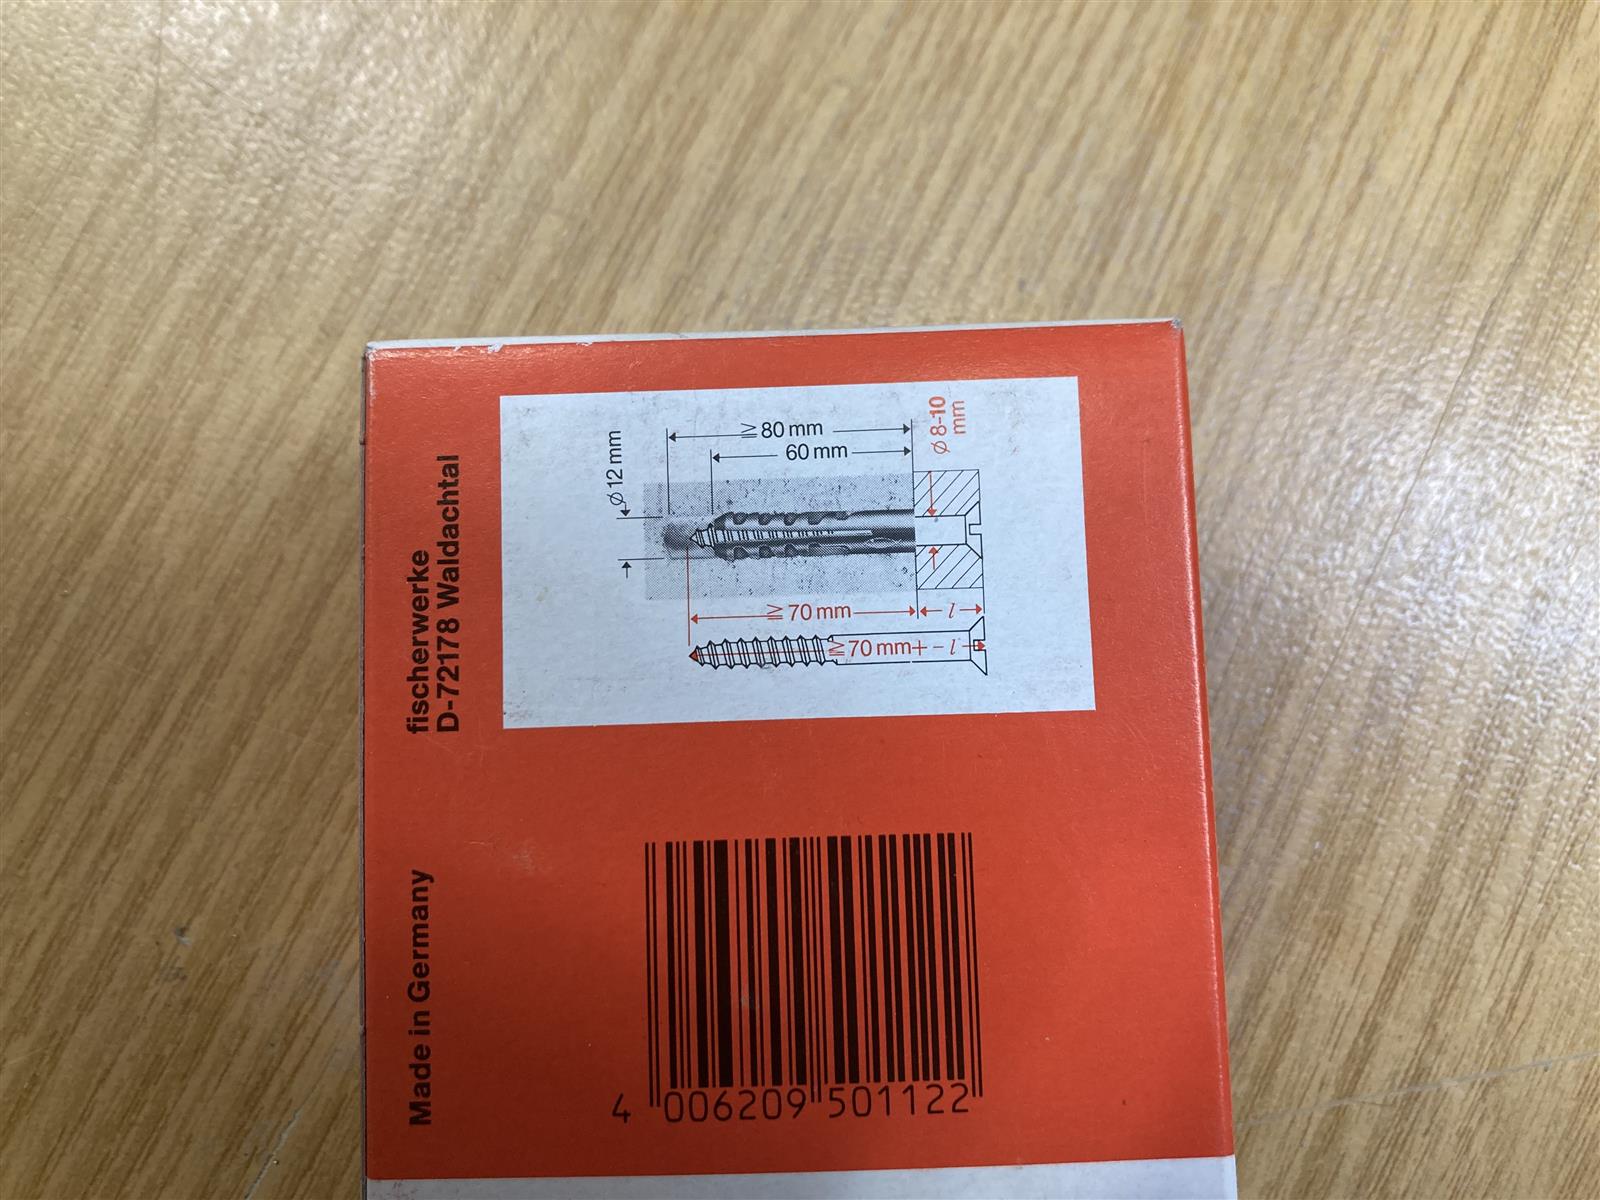 ≧ 80 mm
60 mm
ø 12 mm
ø 8-10
mm
≧ 70 mm
l
≧ 70 mm + l
fischerwerke
D-72178 Waldachtal
Made in Germany
4 006209 501122